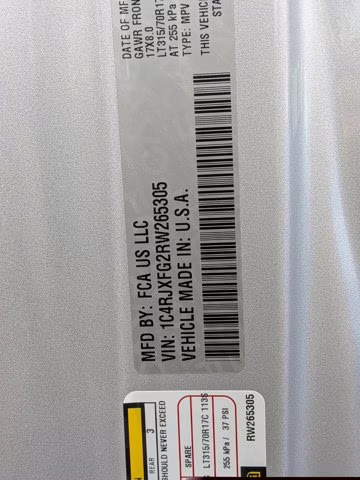 DATE OF MF
GAWR FRON
17X8.0
LT315/70R17
AT 255 kPa
TYPE: MPV
THIS VEHIC
STA
MFD BY: FCA US LLC
VIN: 1C4RJXFG2RW265305
VEHICLE MADE IN: U.S.A.
REAR 3
SHOULD NEVER EXCEED
SPARE
LT315/70R17C 113S
255 kPa / 37 PSI
RW265305